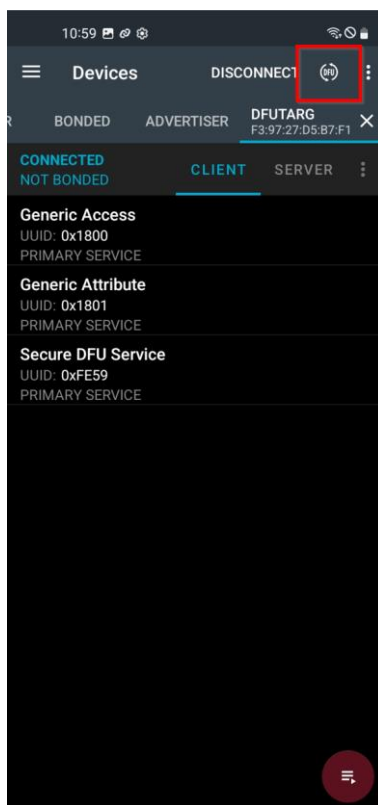 10:59
Devices DISCONNECT DFU
R BONDED ADVERTISER DFUTARG
F3:97:27:D5:B7:F1
CONNECTED
NOT BONDED
CLIENT SERVER
Generic Access
UUID: 0x1800
PRIMARY SERVICE
Generic Attribute
UUID: 0x1801
PRIMARY SERVICE
Secure DFU Service
UUID: 0xFE59
PRIMARY SERVICE